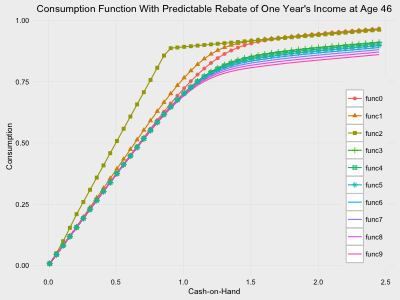 Consumption Function With Predictable Rebate of One Year's Income at Age 46
1.00
0.75
0.50
0.25
0.00
Consumption
0.0
0.5
1.0
1.5
2.0
2.5
Cash-on-Hand
func0
func1
func2
func3
func4
func5
func6
func7
func8
func9